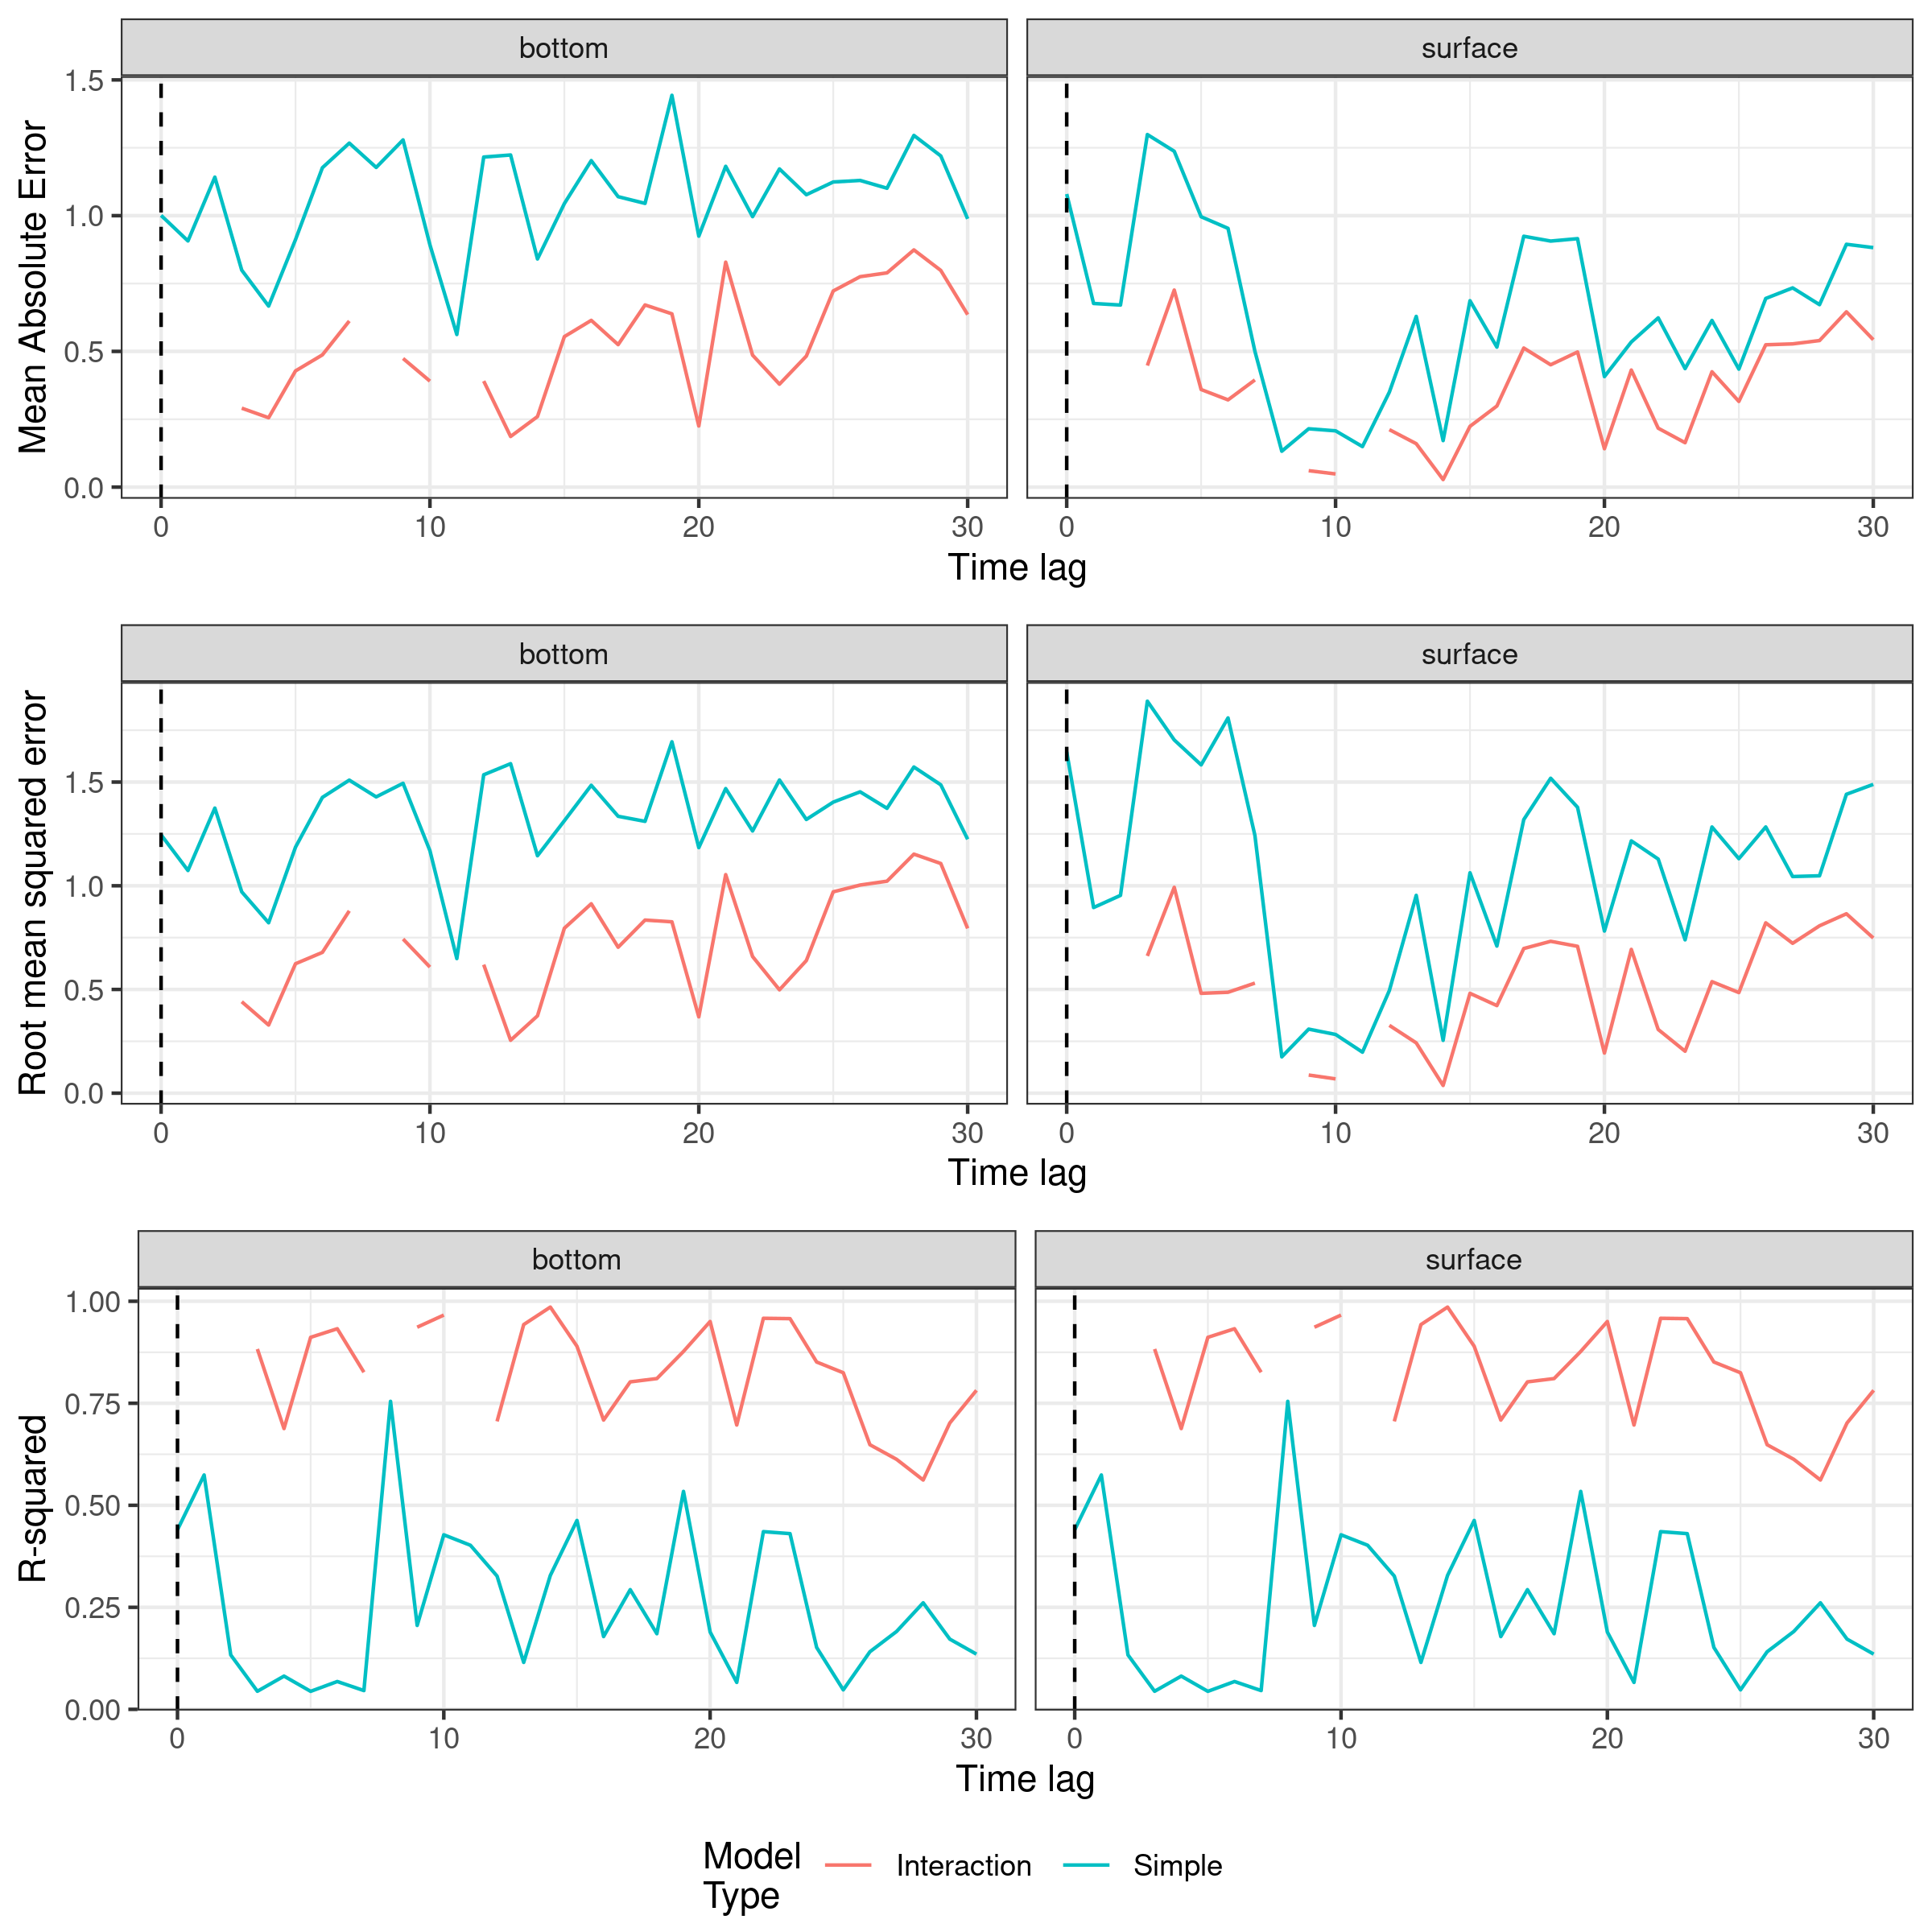 bottom
surface
Mean Absolute Error
1.5
1.0
0.5
0.0
0
10
20
30
0
10
20
30
Time lag
bottom
surface
Root mean squared error
1.5
1.0
0.5
0.0
0
10
20
30
0
10
20
30
Time lag
bottom
surface
R-squared
1.00
0.75
0.50
0.25
0.00
0
10
20
30
0
10
20
30
Time lag
Model
Type
Interaction
Simple